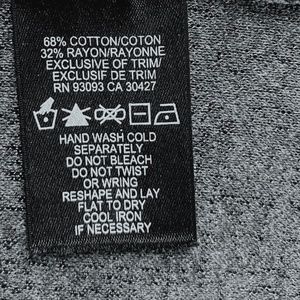 68% COTTON/COTON
32% RAYON/RAYONNE
EXCLUSIVE OF TRIM/
EXCLUSIF DE TRIM
RN 93093 CA 30427
HAND WASH COLD
SEPARATELY
DO NOT BLEACH
DO NOT TWIST
OR WRING
RESHAPE AND LAY
FLAT TO DRY
COOL IRON
IF NECESSARY